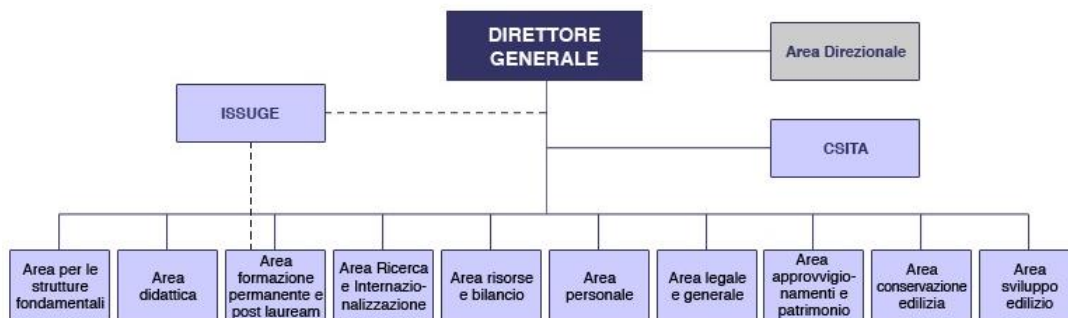 DIRETTORE
GENERALE
Area Direzionale
ISSUGE
CSITA
Area per le
strutture
fondamentali
Area
didattica
Area
formazione
permanente e
post lauream
Area Ricerca
e Internazio-
nalizzazione
Area risorse
e bilancio
Area
personale
Area legale
e generale
Area
approvvigio-
namenti e
patrimonio
Area
conservazione
edilizia
Area
sviluppo
edilizio